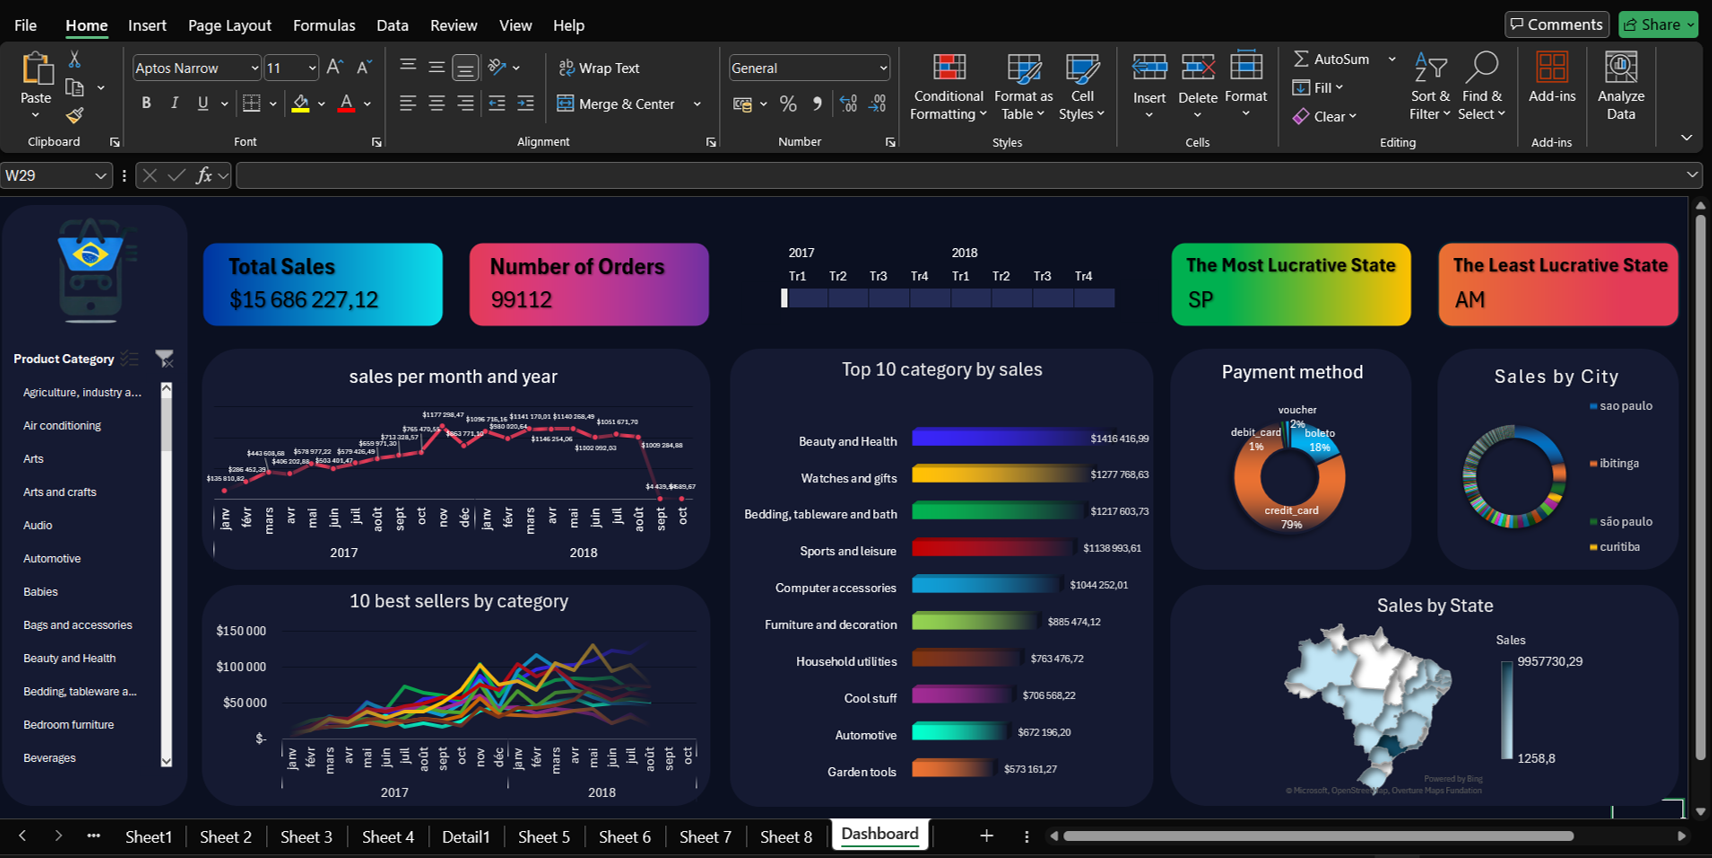 File Home Insert Page Layout Formulas Data Review View Help Comments Share
Paste
Clipboard
Aptos Narrow 11
B I U A
Font
Wrap Text
Merge & Center
Alignment
General
%
Number
Conditional Formatting
Format as Table
Cell Styles
Styles
Insert Delete Format
Cells
AutoSum
Fill
Clear
Sort & Filter
Find & Select
Editing
Add-ins
Add-ins
Analyze Data
W29 fx
Total Sales
$15 686 227,12
Number of Orders
99112
2017 2018
Tr1 Tr2 Tr3 Tr4 Tr1 Tr2 Tr3 Tr4
The Most Lucrative State
SP
The Least Lucrative State
AM
Product Category
Agriculture, industry a...
Air conditioning
Arts
Arts and crafts
Audio
Automotive
Babies
Bags and accessories
Beauty and Health
Bedding, tableware a...
Bedroom furniture
Beverages
sales per month and year
$135 810,82
$286 452,39
$443 608,68
$406 202,88
$578 977,22
$503 401,47
$579 426,49
$659 971,30
$713 328,57
$765 470,55
$1177 298,47
$1096 716,16
$980 020,64
$1141 170,01
$1146 254,06
$1140 268,49
$1002 092,03
$1051 673,70
$1009 284,88
janv févr mars avr mai juin juil août sept oct nov déc janv févr mars avr mai juin juil août sept oct
2017 2018
10 best sellers by category
$150 000
$100 000
$50 000
$-
janv févr mars avr mai juin juil août sept oct nov déc janv févr mars avr mai juin juil août sept oct
2017 2018
Top 10 category by sales
Beauty and Health $1416 416,99
Watches and gifts $1277 768,63
Bedding, tableware and bath $1217 603,73
Sports and leisure $1138 993,61
Computer accessories $1044 252,01
Furniture and decoration $885 474,12
Household utilities $763 476,72
Cool stuff $706 568,22
Automotive $672 196,20
Garden tools $573 161,27
Payment method
voucher
2%
debit_card
1%
boleto
18%
credit_card
79%
Sales by City
sao paulo
ibitinga
são paulo
curitiba
Sales by State
Sales
9957730,29
1258,8
Powered by Bing
© Microsoft, OpenStreetMap, Overture Maps Fundation
Sheet1 Sheet 2 Sheet 3 Sheet 4 Detail1 Sheet 5 Sheet 6 Sheet 7 Sheet 8 Dashboard